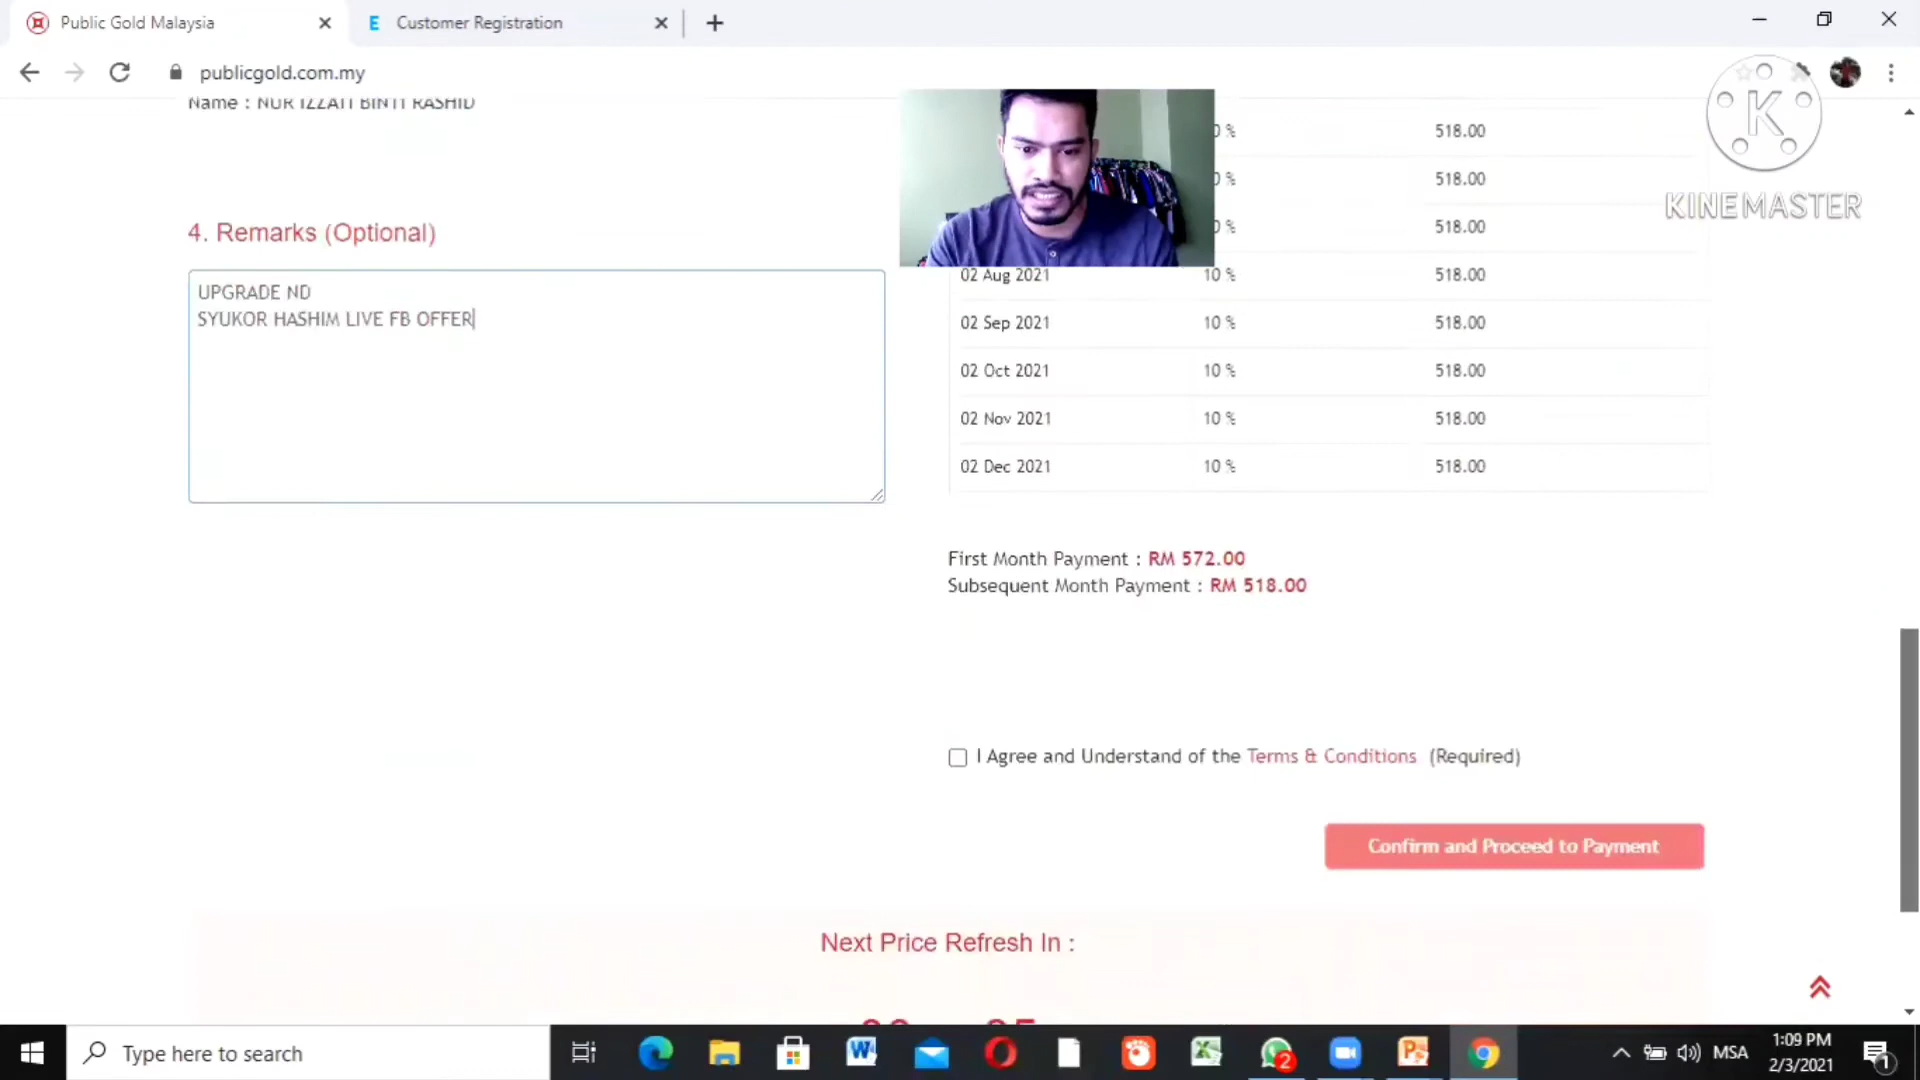 Public Gold Malaysia
E Customer Registration
publicgold.com.my
Name : NUR IZZATI BINTI RASHID
4. Remarks (Optional)
UPGRADE ND
SYUKOR HASHIM LIVE FB OFFER
0 % 518.00
0 % 518.00
0 % 518.00
02 Aug 2021 10 % 518.00
02 Sep 2021 10 % 518.00
02 Oct 2021 10 % 518.00
02 Nov 2021 10 % 518.00
02 Dec 2021 10 % 518.00
K
KINEMASTER
First Month Payment : RM 572.00
Subsequent Month Payment : RM 518.00
I Agree and Understand of the Terms & Conditions (Required)
Confirm and Proceed to Payment
Next Price Refresh In :
Type here to search
2
MSA
1:09 PM
2/3/2021
1